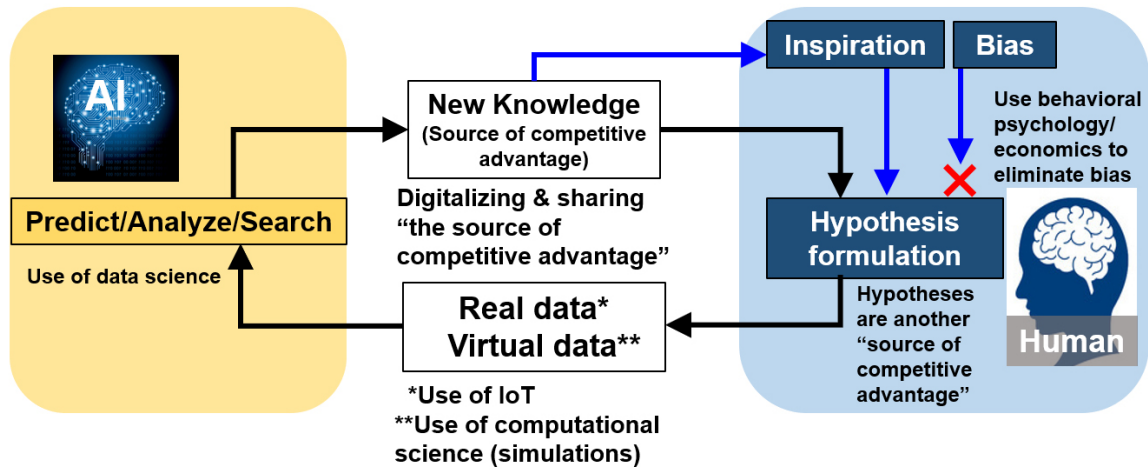 AI
Predict/Analyze/Search
Use of data science
New Knowledge
(Source of competitive
advantage)
Digitalizing & sharing
“the source of
competitive advantage”
Real data*
Virtual data**
*Use of IoT
**Use of computational
science (simulations)
Inspiration
Bias
Use behavioral
psychology/
economics to
eliminate bias
Hypothesis
formulation
Hypotheses
are another
“source of
competitive
advantage”
Human